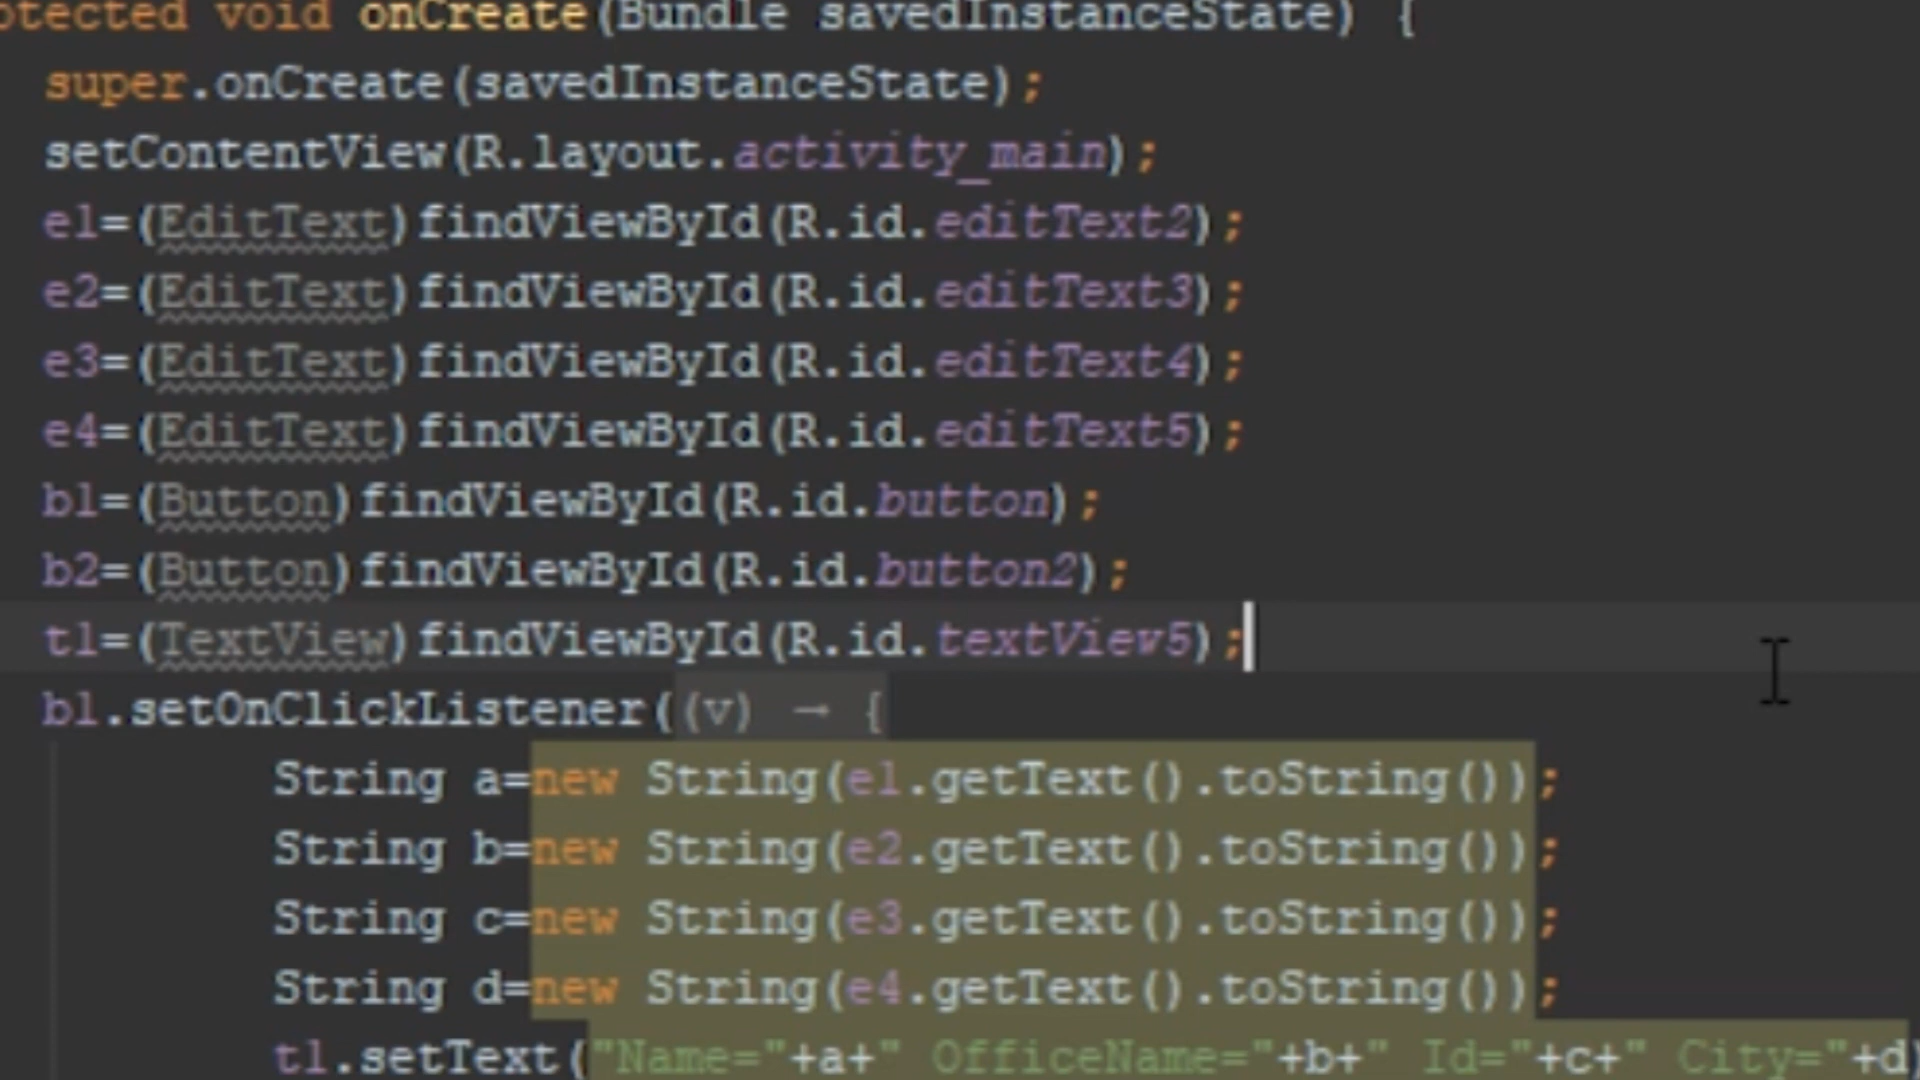 otected void onCreate(Bundle savedInstanceState) {
super.onCreate(savedInstanceState);
setContentView(R.layout.activity_main);
e1=(EditText)findViewById(R.id.editText2);
e2=(EditText)findViewById(R.id.editText3);
e3=(EditText)findViewById(R.id.editText4);
e4=(EditText)findViewById(R.id.editText5);
b1=(Button)findViewById(R.id.button);
b2=(Button)findViewById(R.id.button2);
t1=(TextView)findViewById(R.id.textView5);
b1.setOnClickListener((v) → {
String a=new String(e1.getText().toString());
String b=new String(e2.getText().toString());
String c=new String(e3.getText().toString());
String d=new String(e4.getText().toString());
t1.setText("Name="+a+" OfficeName="+b+" Id="+c+" City="+d)